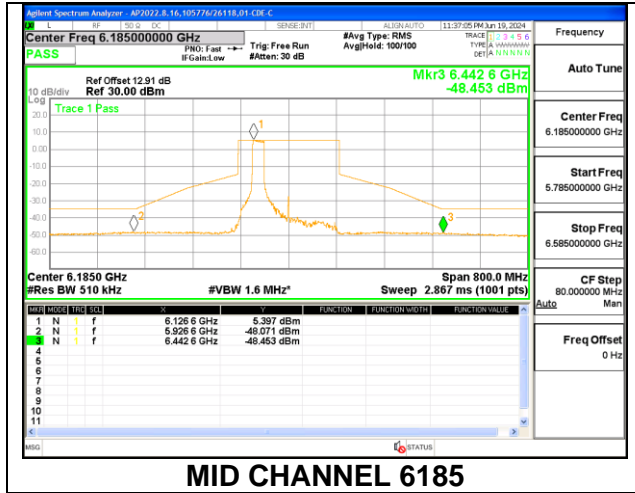 Agilent Spectrum Analyzer - AP2022.8.16,105776/26118,01-CDE-C
L RF 50 Ω DC SENSE:INT ALIGN AUTO 11:37:05 PM Jun 19, 2024
Center Freq 6.185000000 GHz #Avg Type: RMS TRACE 1 2 3 4 5 6
PNO: Fast Trig: Free Run Avg|Hold: 100/100 TYPE A WWWWW
PASS IFGain:Low #Atten: 30 dB DET A N N N N N
Frequency
Auto Tune
Center Freq
6.185000000 GHz
Start Freq
5.785000000 GHz
Stop Freq
6.585000000 GHz
CF Step
80.000000 MHz
Auto Man
Freq Offset
0 Hz
Mkr3 6.442 6 GHz
Ref Offset 12.91 dB
10 dB/div Ref 30.00 dBm -48.453 dBm
Log
Trace 1 Pass
20.0
10.0
0.00
-10.0
-20.0
-30.0
-40.0
-50.0
-60.0
1
2
3
Center 6.1850 GHz Span 800.0 MHz
#Res BW 510 kHz #VBW 1.6 MHz* Sweep 2.867 ms (1001 pts)
MKR MODE TRC SCL X Y FUNCTION FUNCTION WIDTH FUNCTION VALUE
1 N 1 f 6.126 6 GHz 5.397 dBm
2 N 1 f 5.926 6 GHz -48.071 dBm
3 N 1 f 6.442 6 GHz -48.453 dBm
4
5
6
7
8
9
10
11
MSG STATUS
MID CHANNEL 6185